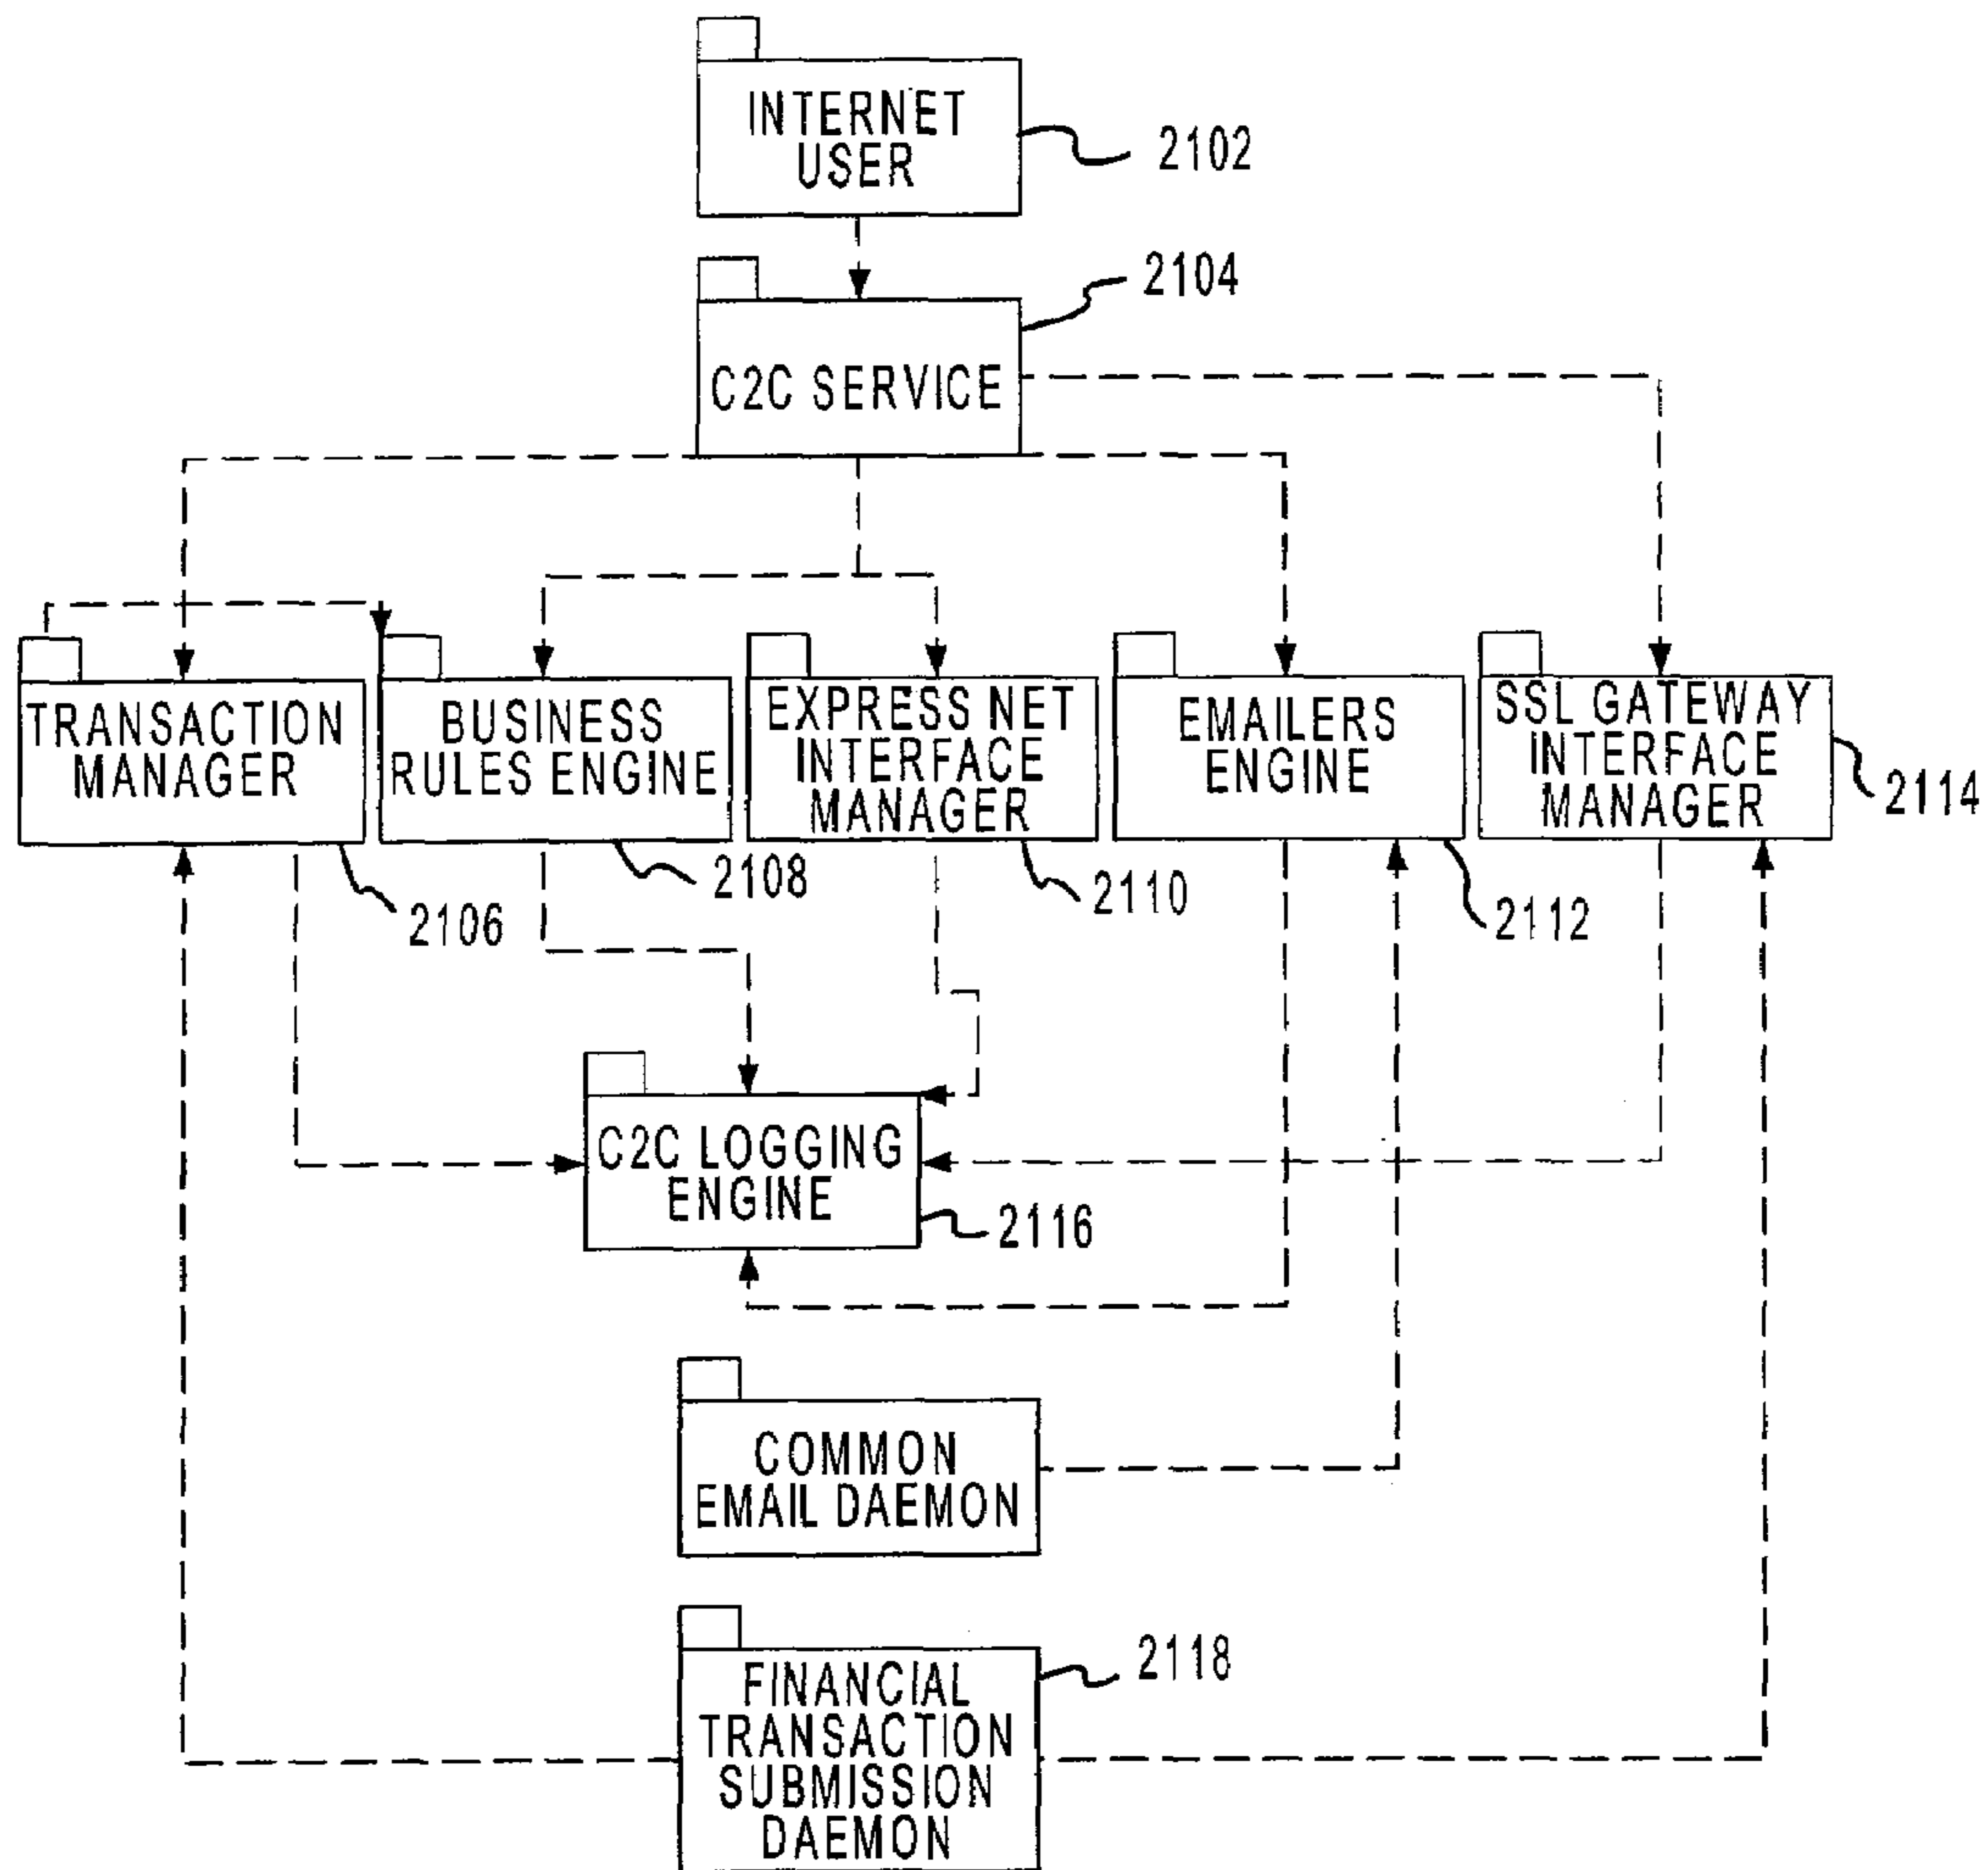 INTERNET
USER
2102
2104
C2C SERVICE
TRANSACTION
MANAGER
2106
BUSINESS
RULES ENGINE
2108
EXPRESS NET
INTERFACE
MANAGER
2110
EMAILERS
ENGINE
2112
SSL GATEWAY
INTERFACE
MANAGER
2114
C2C LOGGING
ENGINE
2116
COMMON
EMAIL DAEMON
2118
FINANCIAL
TRANSACTION
SUBMISSION
DAEMON